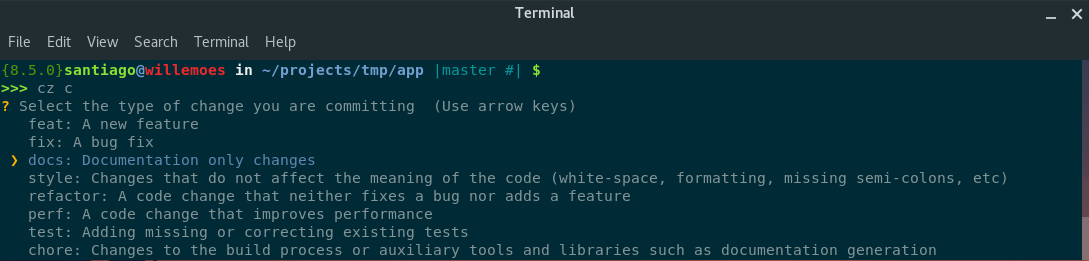 Terminal
File Edit View Search Terminal Help
{8.5.0}santiago@willemoes in ~/projects/tmp/app |master #| $
>>> cz c
? Select the type of change you are committing  (Use arrow keys)
feat: A new feature
fix: A bug fix
❯ docs: Documentation only changes
style: Changes that do not affect the meaning of the code (white-space, formatting, missing semi-colons, etc)
refactor: A code change that neither fixes a bug nor adds a feature
perf: A code change that improves performance
test: Adding missing or correcting existing tests
chore: Changes to the build process or auxiliary tools and libraries such as documentation generation